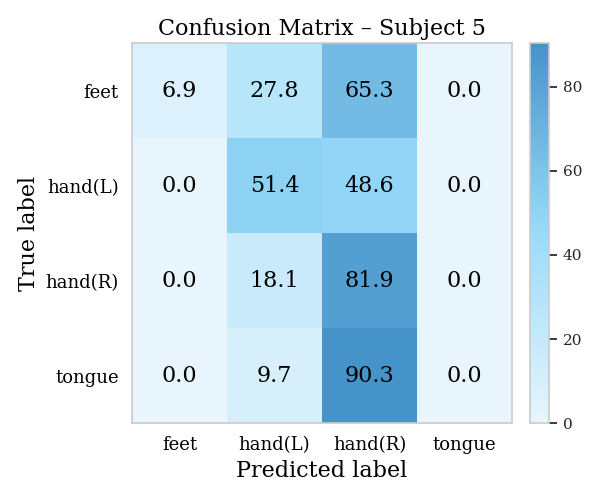 Confusion Matrix – Subject 5
feet 6.9 27.8 65.3 0.0
hand(L) 0.0 51.4 48.6 0.0
hand(R) 0.0 18.1 81.9 0.0
tongue 0.0 9.7 90.3 0.0
feet hand(L) hand(R) tongue
Predicted label
True label
80
60
40
20
0